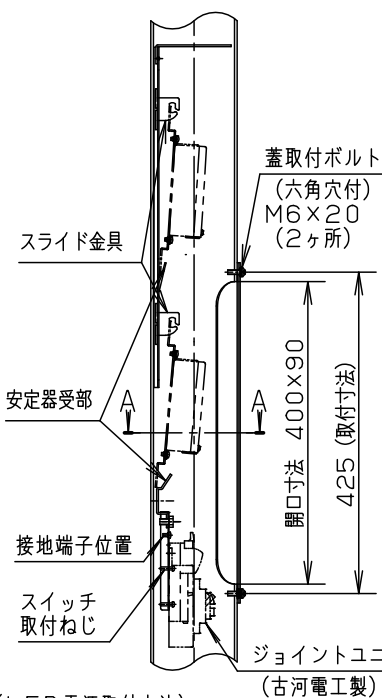 蓋取付ボルト
(六角穴付)
M6×20
(2ヶ所)
スライド金具
安定器受部
A
A
開口寸法 400×90
425 (取付寸法)
接地端子位置
スイッチ
取付ねじ
ジョイントユニ
(古河電工製)